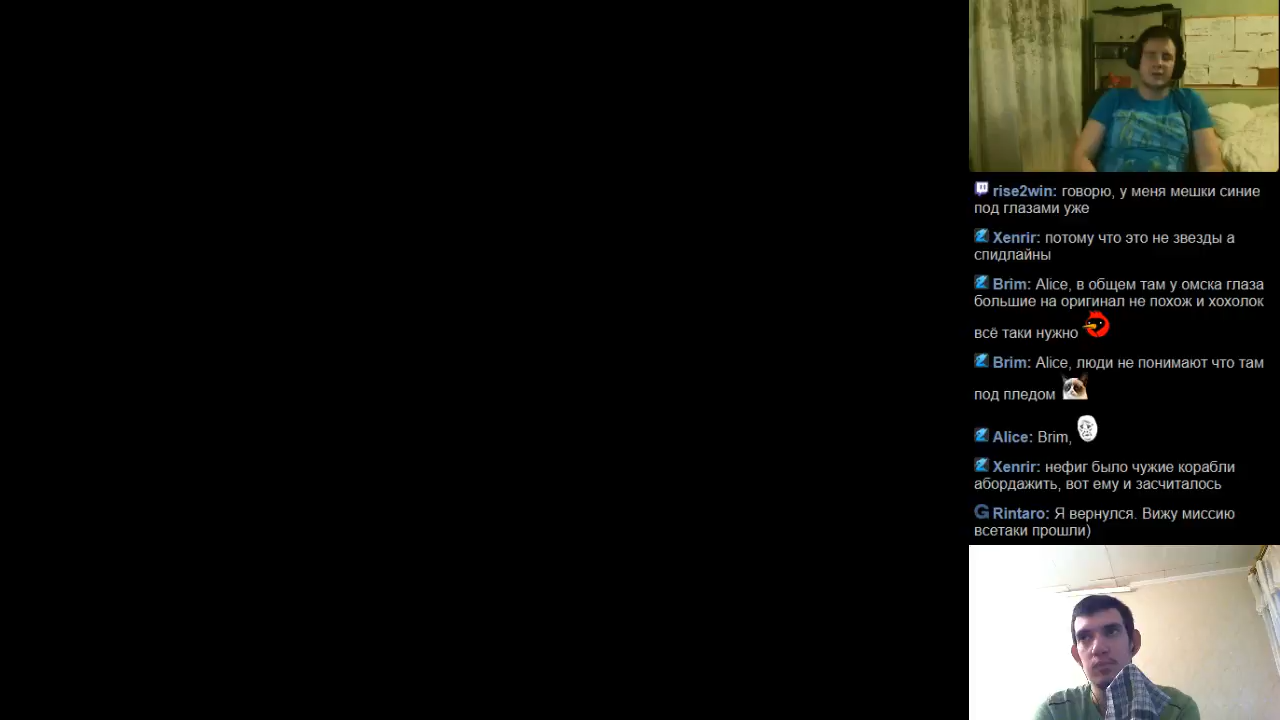 rise2win: говорю, у меня мешки синие
под глазами уже
Xenrir: потому что это не звезды а
спидлайны
Brim: Alice, в общем там у омска глаза
большие на оригинал не похож и хохолок
всё таки нужно
Brim: Alice, люди не понимают что там
под пледом
Alice: Brim,
Xenrir: нефиг было чужие корабли
абордажить, вот ему и засчиталось
Rintaro: Я вернулся. Вижу миссию
всетаки прошли)